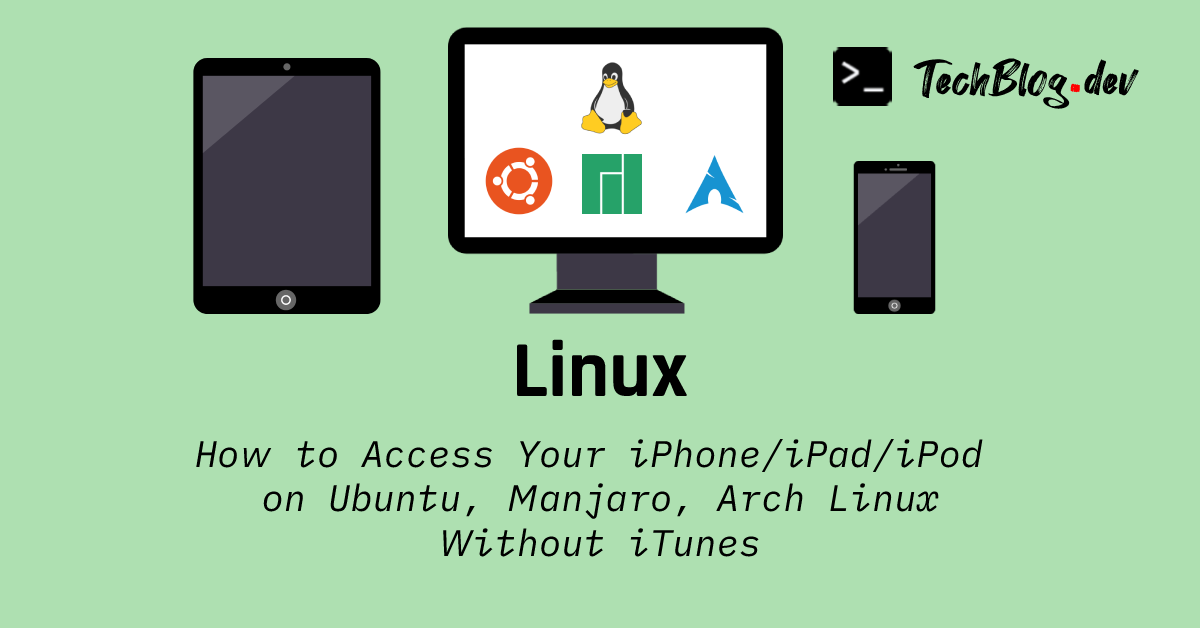 >_ TechBlog.dev
Linux
How to Access Your iPhone/iPad/iPod
on Ubuntu, Manjaro, Arch Linux
Without iTunes